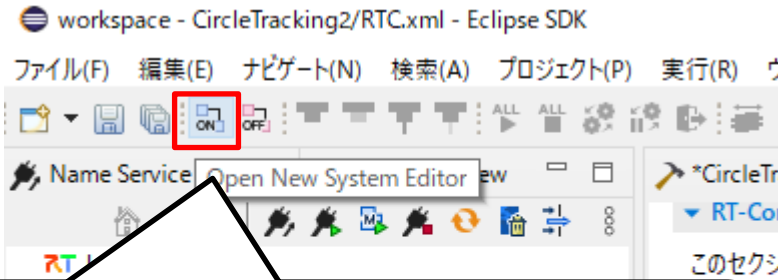 workspace - CircleTracking2/RTC.xml - Eclipse SDK
ファイル(F) 編集(E) ナビゲート(N) 検索(A) プロジェクト(P) 実行(R)
ON OFF ALL ALL
Name Service
Open New System Editor
ew
*CircleTr
RT-Cor
このセクシ